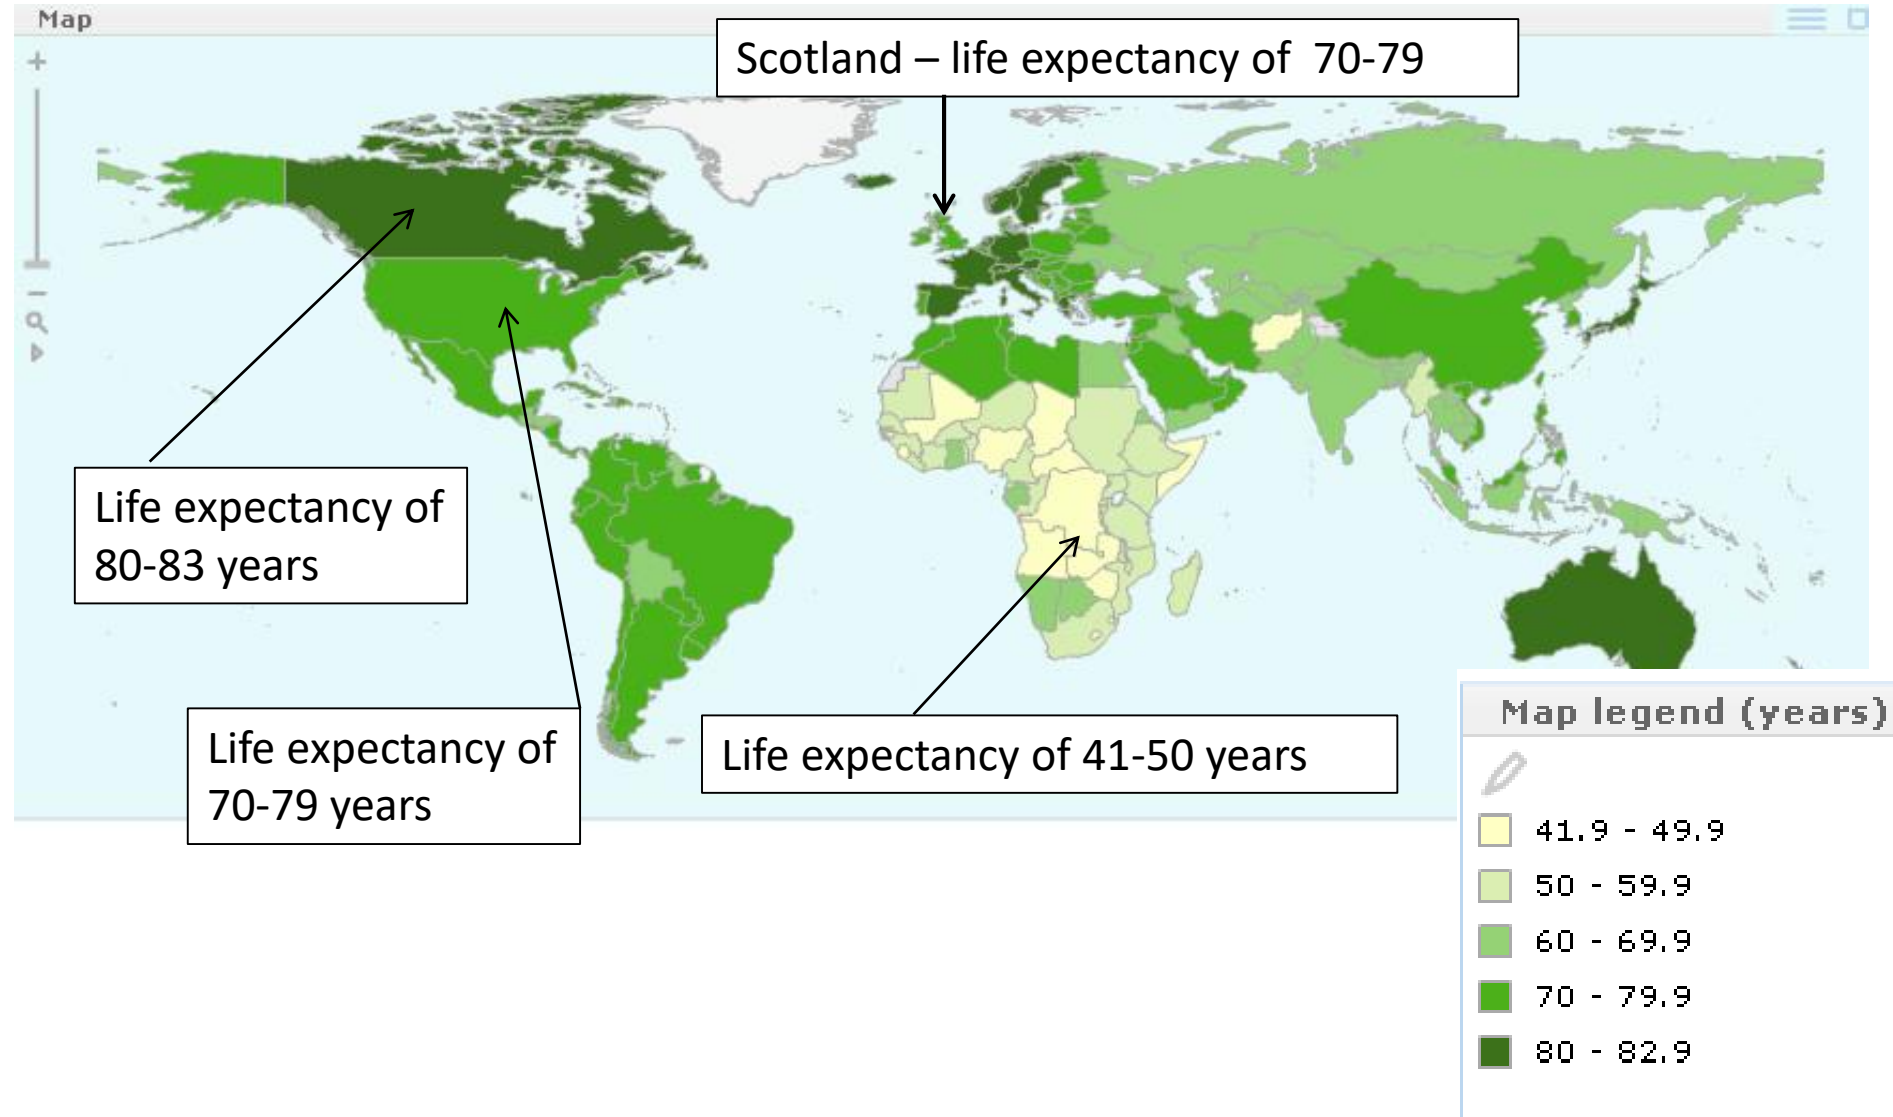 Map
Scotland – life expectancy of 70-79
Life expectancy of
80-83 years
Life expectancy of
70-79 years
Life expectancy of 41-50 years
Map legend (years)
41.9 - 49.9
50 - 59.9
60 - 69.9
70 - 79.9
80 - 82.9